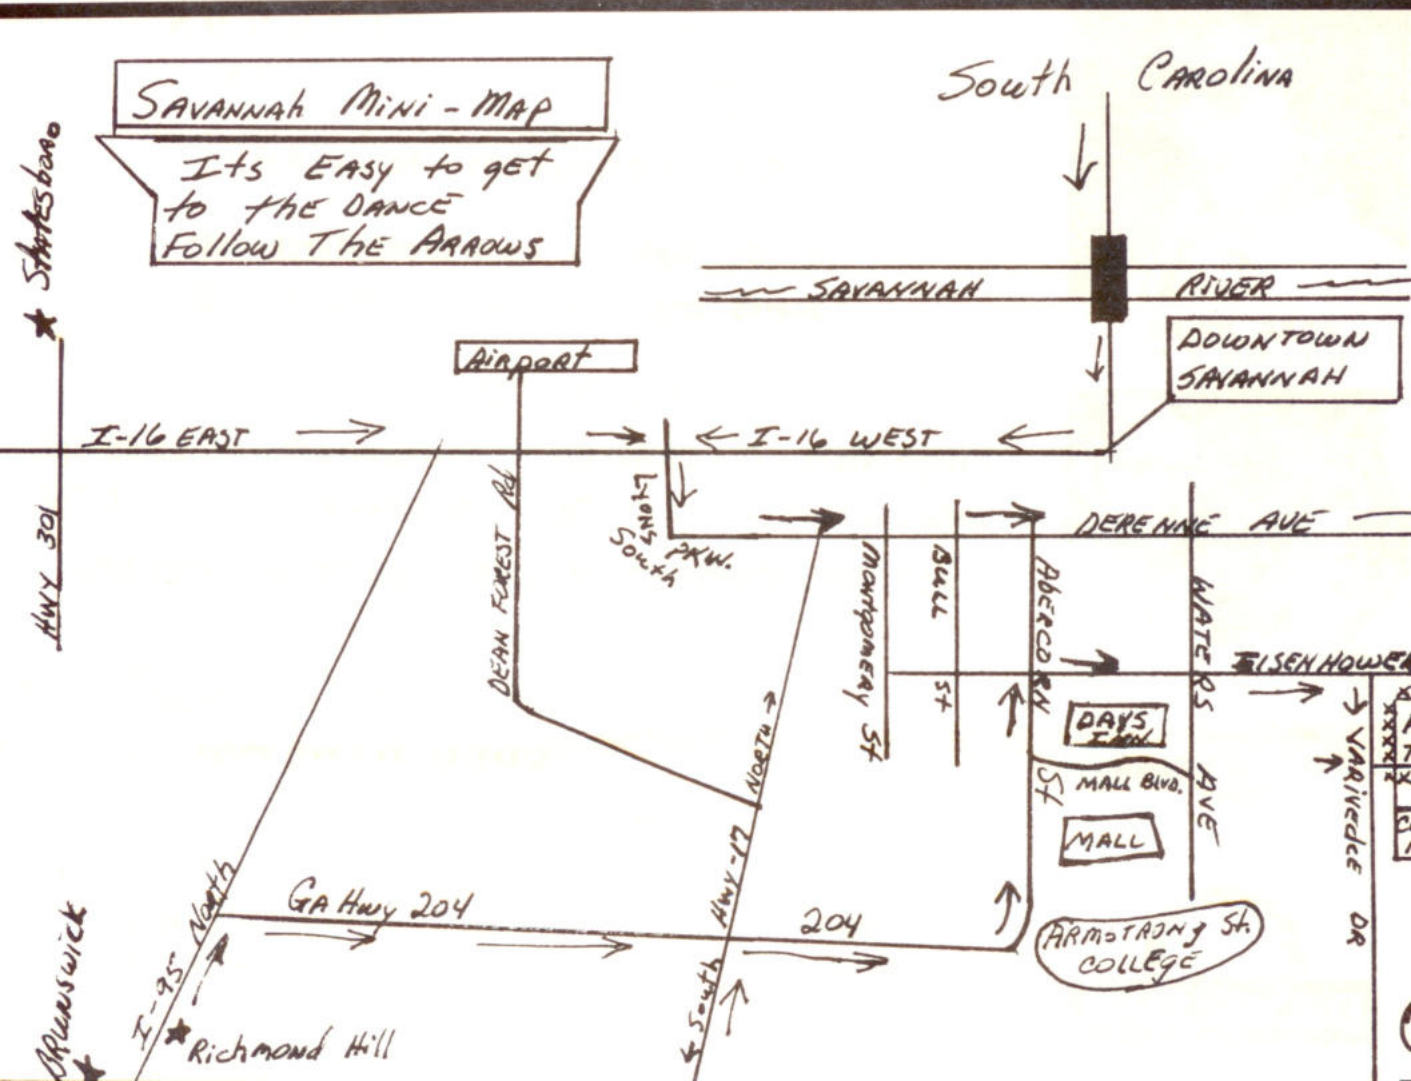 SAVANNAH MINI-MAP
Its EASY to get
to the DANCE
Follow The ARROWS
South CAROLINA
Statesboro
SAVANNAH RIVER
DOWNTOWN
SAVANNAH
Airport
I-16 EAST
I-16 WEST
HWY 301
DEAN FOREST Rd
LYONS
South PKW.
DERENNE AVE
MONTGOMERY St
BULL St
ABERCORN St
WATERS AVE
EISENHOWER
DAYS
INN
MALL BLVD.
MALL
VARIVEDCE DR
HWY-17 NORTH
South
GA Hwy 204
204
ARMSTRONG St.
COLLEGE
I-95 North
Richmond Hill
BRUNSWICK